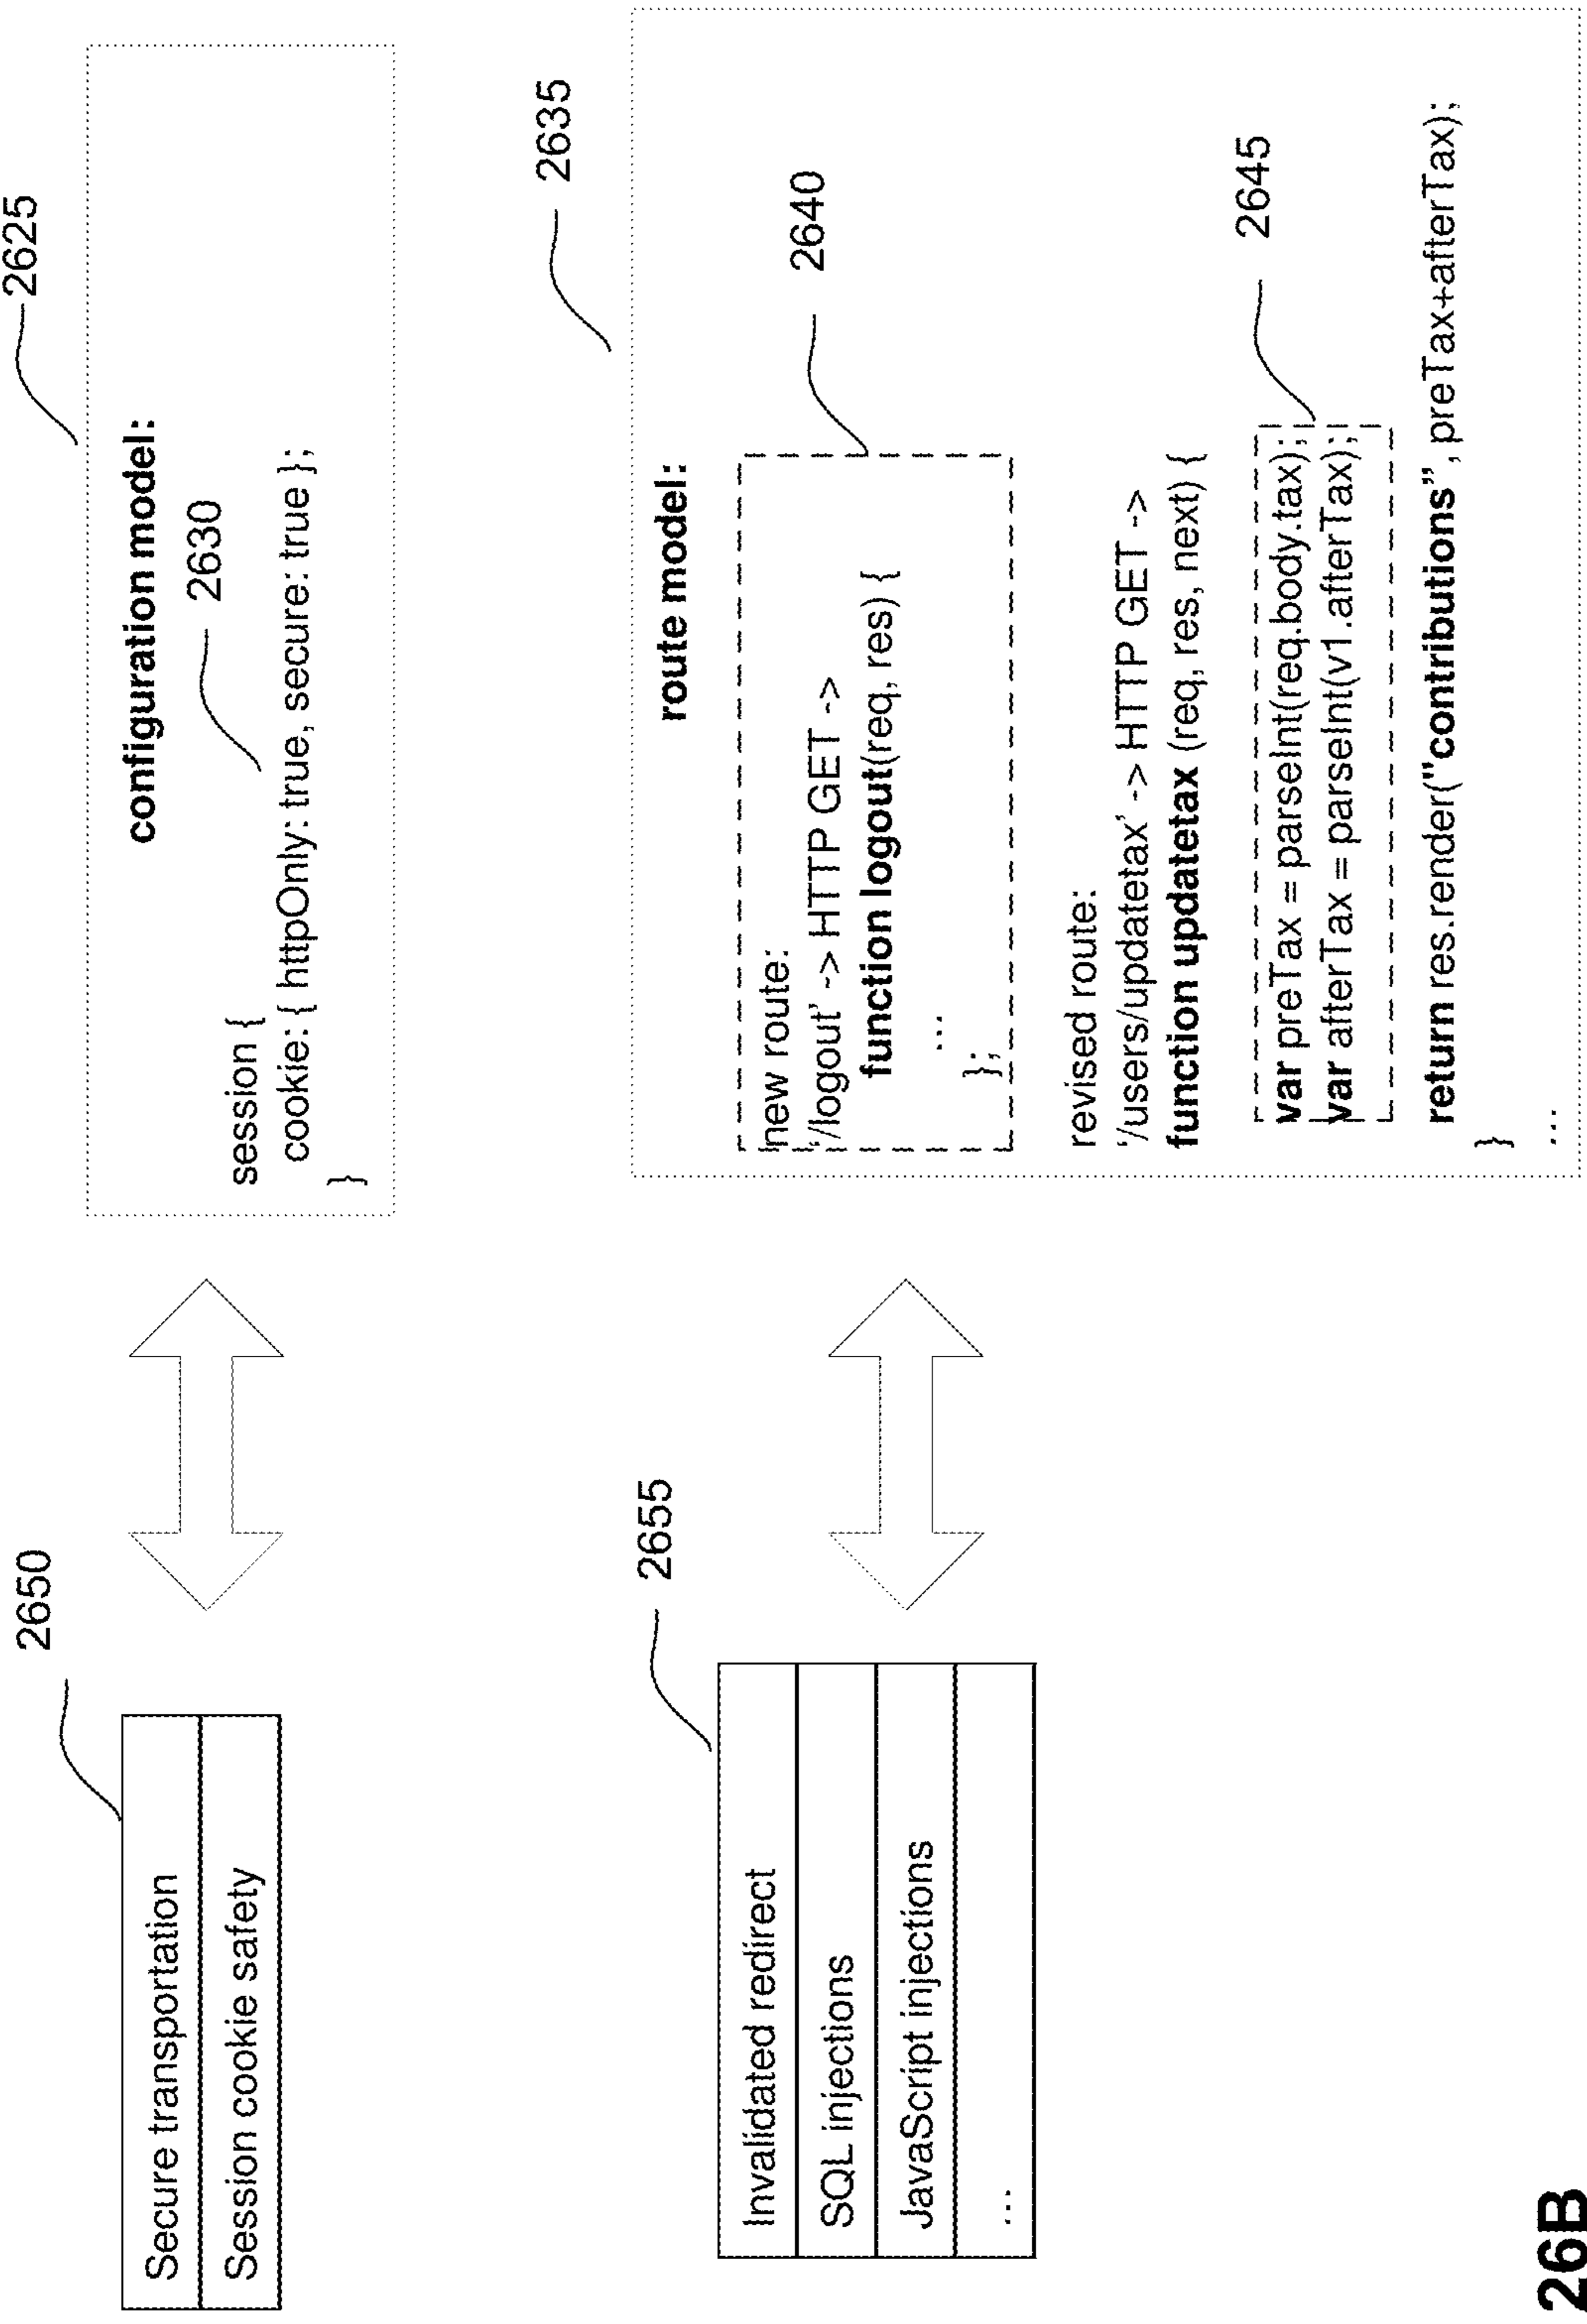 2650
Secure transportation
Session cookie safety
2625
configuration model:
2630
session {
cookie: { httpOnly: true, secure: true };
}
2655
Invalidated redirect
SQL injections
JavaScript injections
...
2635
route model:
2640
new route:
‘/logout’ -> HTTP GET ->
function logout(req, res) {
...
};
revised route:
‘/users/updatetax’ -> HTTP GET ->
function updatetax (req, res, next) {
2645
var preTax = parseInt(req.body.tax);
var afterTax = parseInt(v1.afterTax);
return res.render("contributions”, preTax+afterTax);
}
...
26B